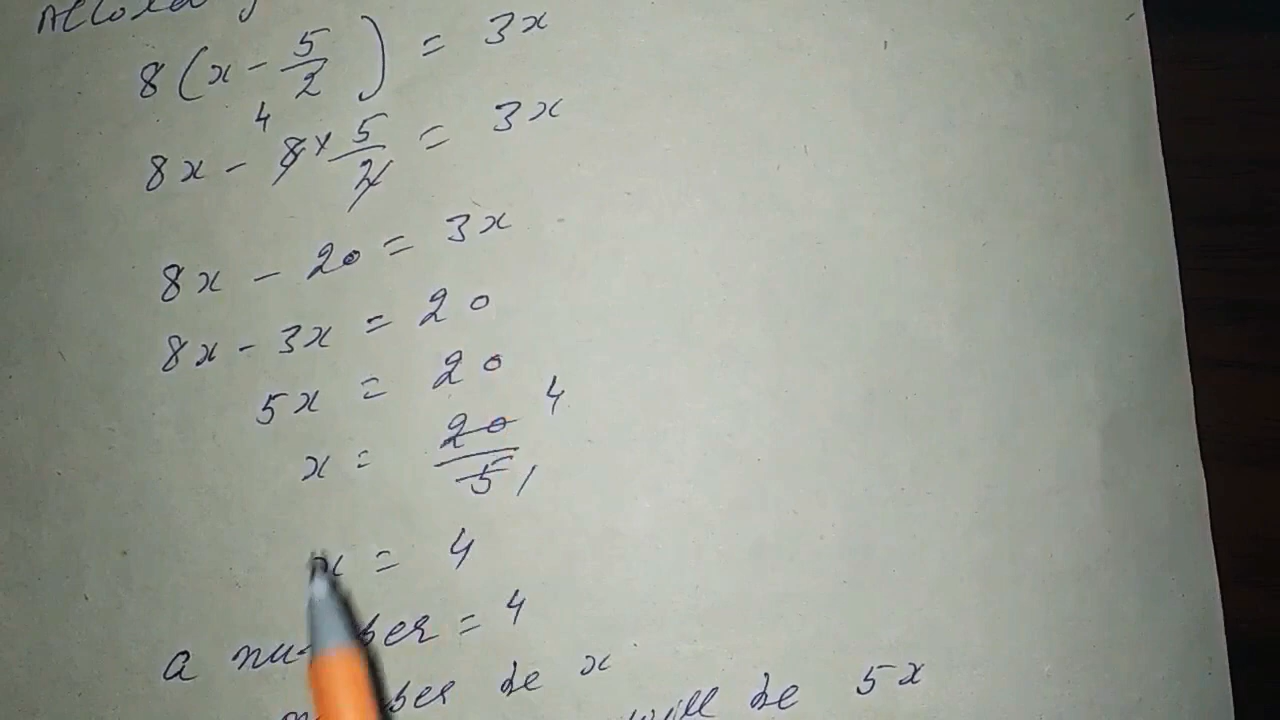 8(x - 5/2) = 3x
4
8x - 8 × 5/2 = 3x
8x - 20 = 3x
8x - 3x = 20
5x = 20
x = 20/5 4 1
x = 4
a number = 4
be x
will be 5x